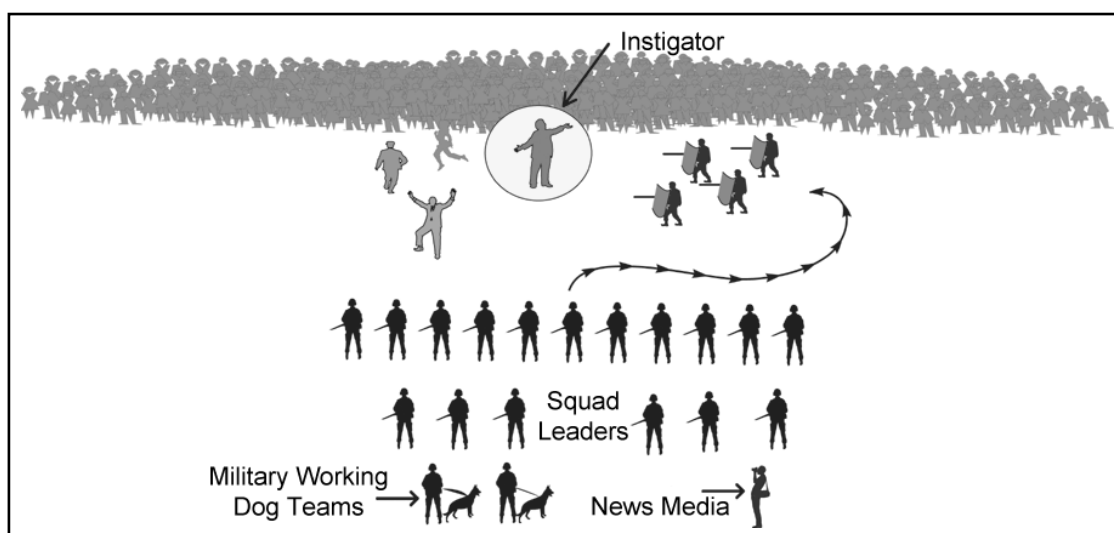 Instigator
Squad
Leaders
Military Working
Dog Teams
News Media